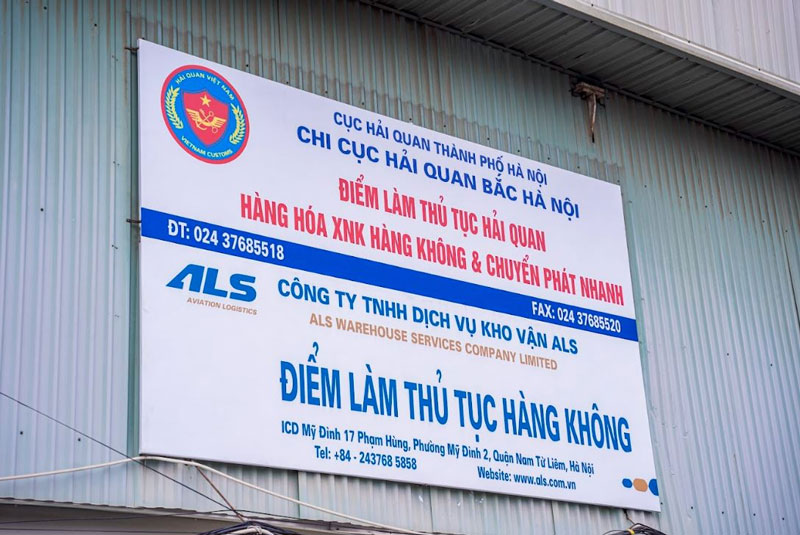 HẢI QUAN VIỆT NAM
VIETNAM CUSTOMS
CỤC HẢI QUAN THÀNH PHỐ HÀ NỘI
CHI CỤC HẢI QUAN BẮC HÀ NỘI
ĐIỂM LÀM THỦ TỤC HẢI QUAN
HÀNG HÓA XNK HÀNG KHÔNG & CHUYỂN PHÁT NHANH
ĐT: 024 37685518
FAX: 024 37685520
ALS
AVIATION LOGISTICS
CÔNG TY TNHH DỊCH VỤ KHO VẬN ALS
ALS WAREHOUSE SERVICES COMPANY LIMITED
ĐIỂM LÀM THỦ TỤC HÀNG KHÔNG
ICD Mỹ Đình 17 Phạm Hùng, Phường Mỹ Đình 2, Quận Nam Từ Liêm, Hà Nội
Tel: +84 - 243768 5858
Website: www.als.com.vn